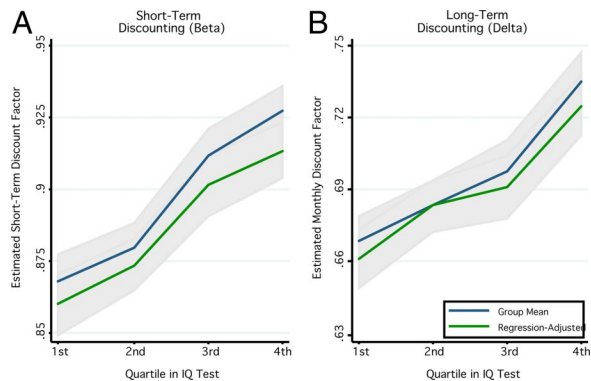 A
Short-Term
Discounting (Beta)
Estimated Short-Term Discount Factor
.95
.925
.9
.875
.85
1st
2nd
3rd
4th
Quartile in IQ Test
B
Long-Term
Discounting (Delta)
Estimated Monthly Discount Factor
.75
.72
.69
.66
.63
1st
2nd
3rd
4th
Quartile in IQ Test
Group Mean
Regression-Adjusted